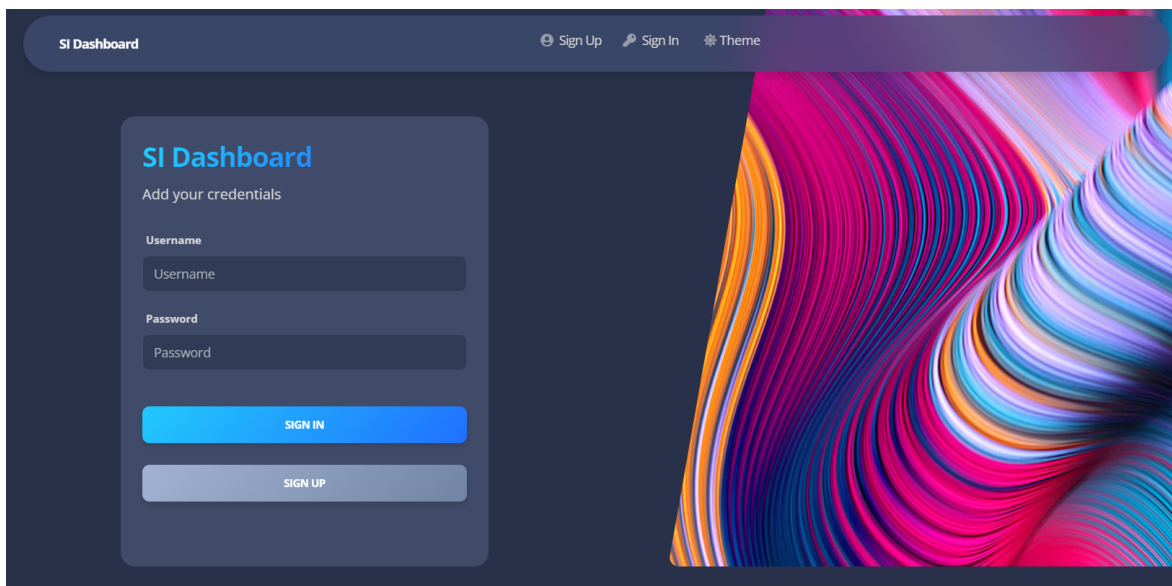 SI Dashboard
Sign Up
Sign In
Theme
SI Dashboard
Add your credentials
Username
Username
Password
Password
SIGN IN
SIGN UP